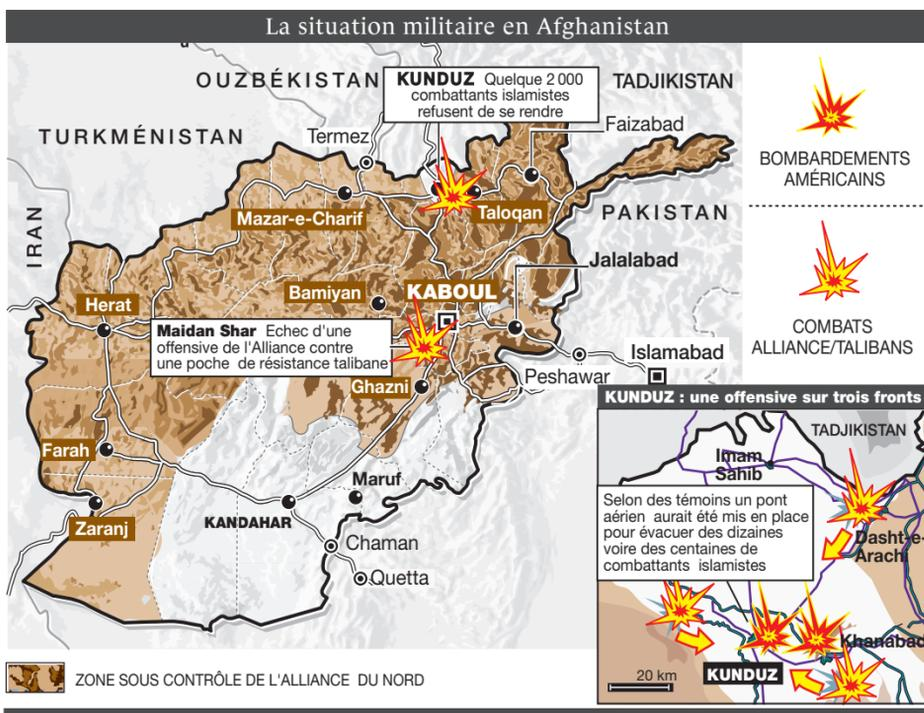 La situation militaire en Afghanistan
OUZBÉKISTAN
KUNDUZ Quelque 2 000
combattants islamistes
refusent de se rendre
TADJIKISTAN
TURKMÉNISTAN
Termez
Faizabad
BOMBARDEMENTS
AMÉRICAINS
IRAN
Mazar-e-Charif
Taloqan
PAKISTAN
Jalalabad
Herat
Bamiyan
KABOUL
Maidan Shar Echec d'une
offensive de l'Alliance contre
une poche de résistance talibane
COMBATS
ALLIANCE/TALIBANS
Islamabad
Peshawar
Ghazni
KUNDUZ : une offensive sur trois fronts
TADJIKISTAN
Farah
Imam
Sahib
Maruf
Selon des témoins un pont
aérien aurait été mis en place
pour évacuer des dizaines
voire des centaines de
combattants islamistes
Zaranj
KANDAHAR
Dasht-e-
Arachi
Chaman
Quetta
Khanabad
KUNDUZ
20 km
ZONE SOUS CONTRÔLE DE L'ALLIANCE DU NORD